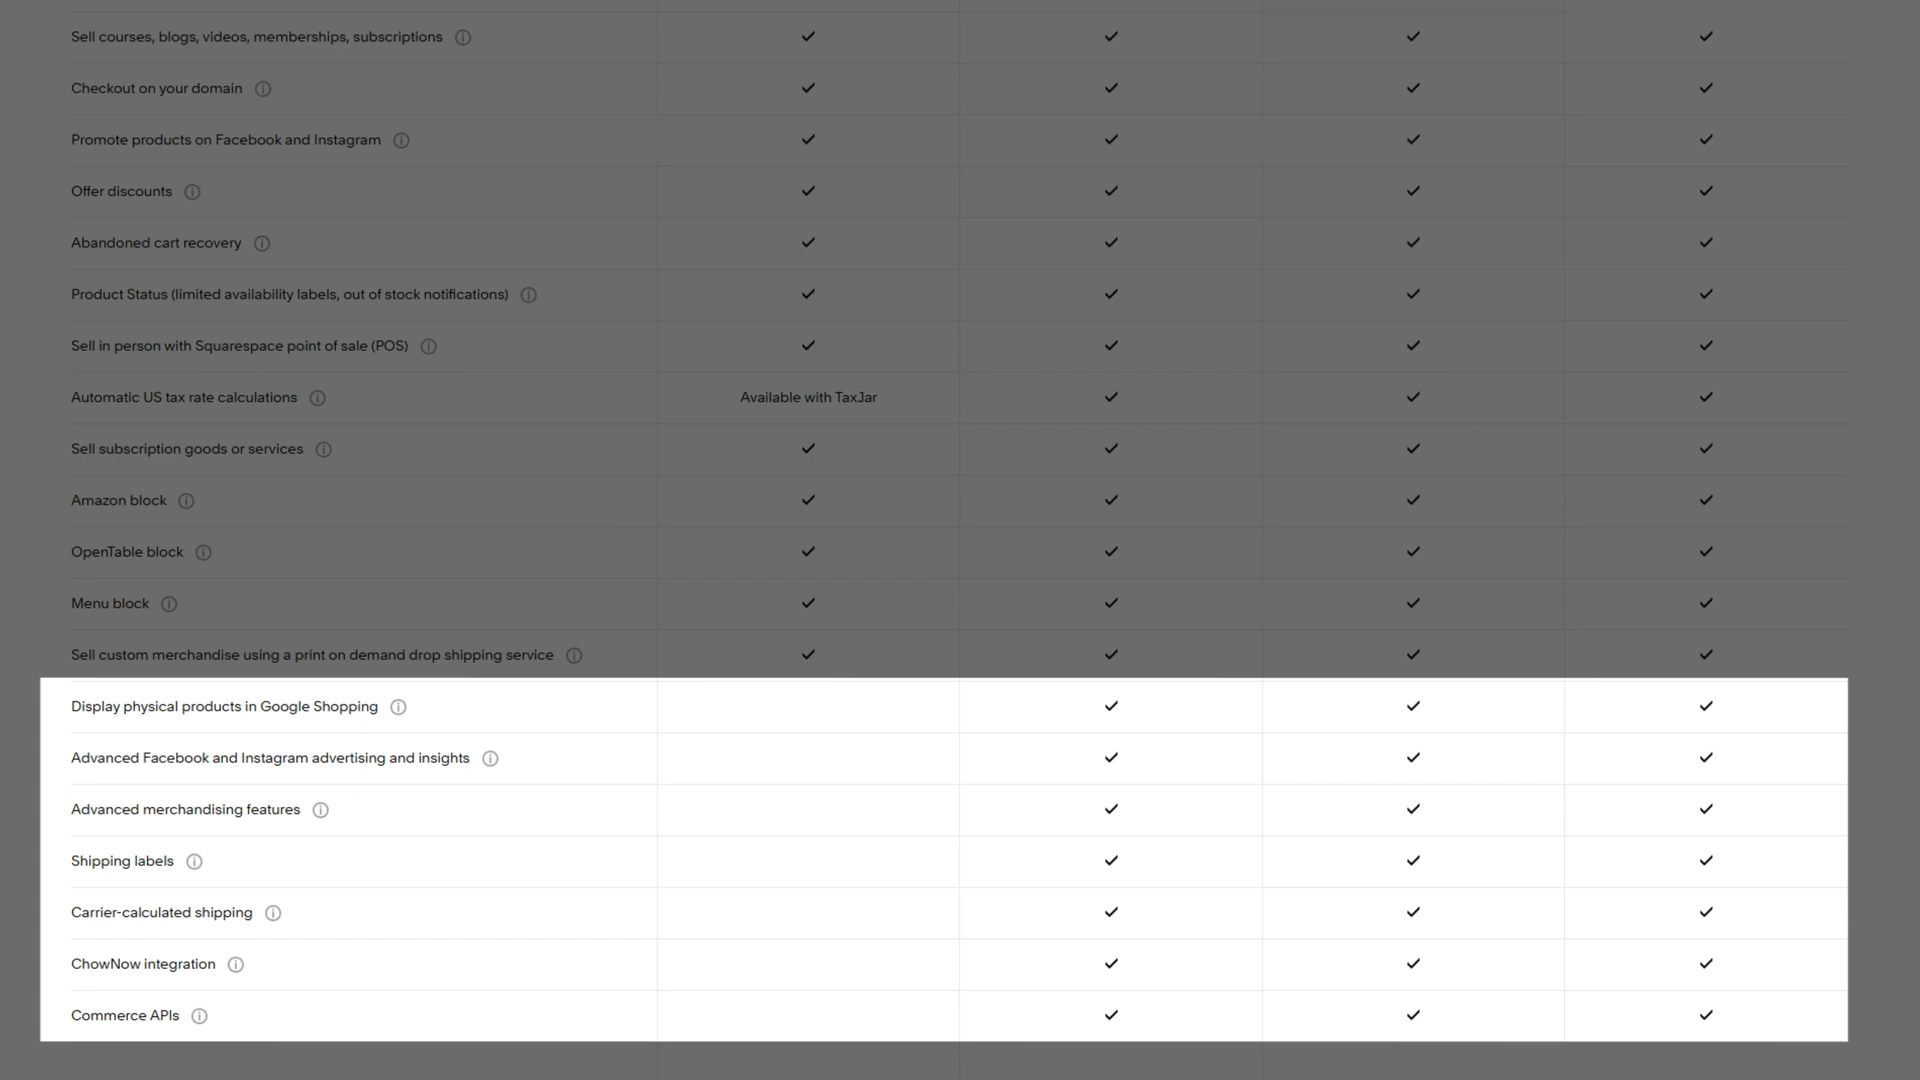 Sell courses, blogs, videos, memberships, subscriptions
Checkout on your domain
Promote products on Facebook and Instagram
Offer discounts
Abandoned cart recovery
Product Status (limited availability labels, out of stock notifications)
Sell in person with Squarespace point of sale (POS)
Automatic US tax rate calculations Available with TaxJar
Sell subscription goods or services
Amazon block
OpenTable block
Menu block
Sell custom merchandise using a print on demand drop shipping service
Display physical products in Google Shopping
Advanced Facebook and Instagram advertising and insights
Advanced merchandising features
Shipping labels
Carrier-calculated shipping
ChowNow integration
Commerce APIs